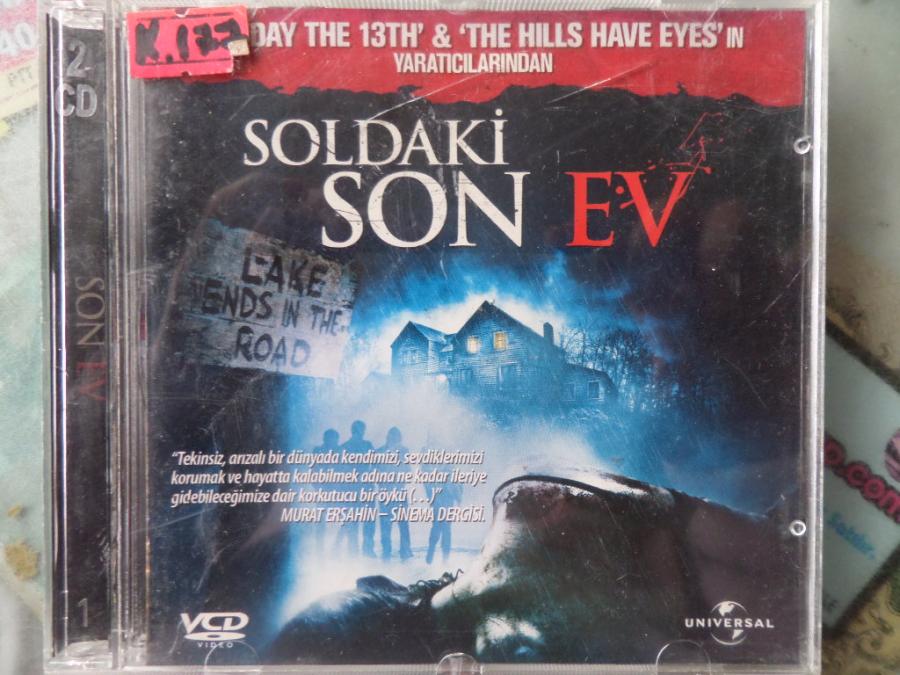 K.177
DAY THE 13TH' & 'THE HILLS HAVE EYES' IN
YARATICILARINDAN
SOLDAKİ
SON EV
LAKE
ENDS IN THE
ROAD
"Tekinsiz, arızalı bir dünyada kendimizi, sevdiklerimizi
korumak ve hayatta kalabilmek adına ne kadar ileriye
gidebileceğimize dair korkutucu bir öykü (...)"
MURAT ERŞAHİN – SİNEMA DERGİSİ.
VCD
VIDEO
UNIVERSAL
2
CD
SON EV
1
40